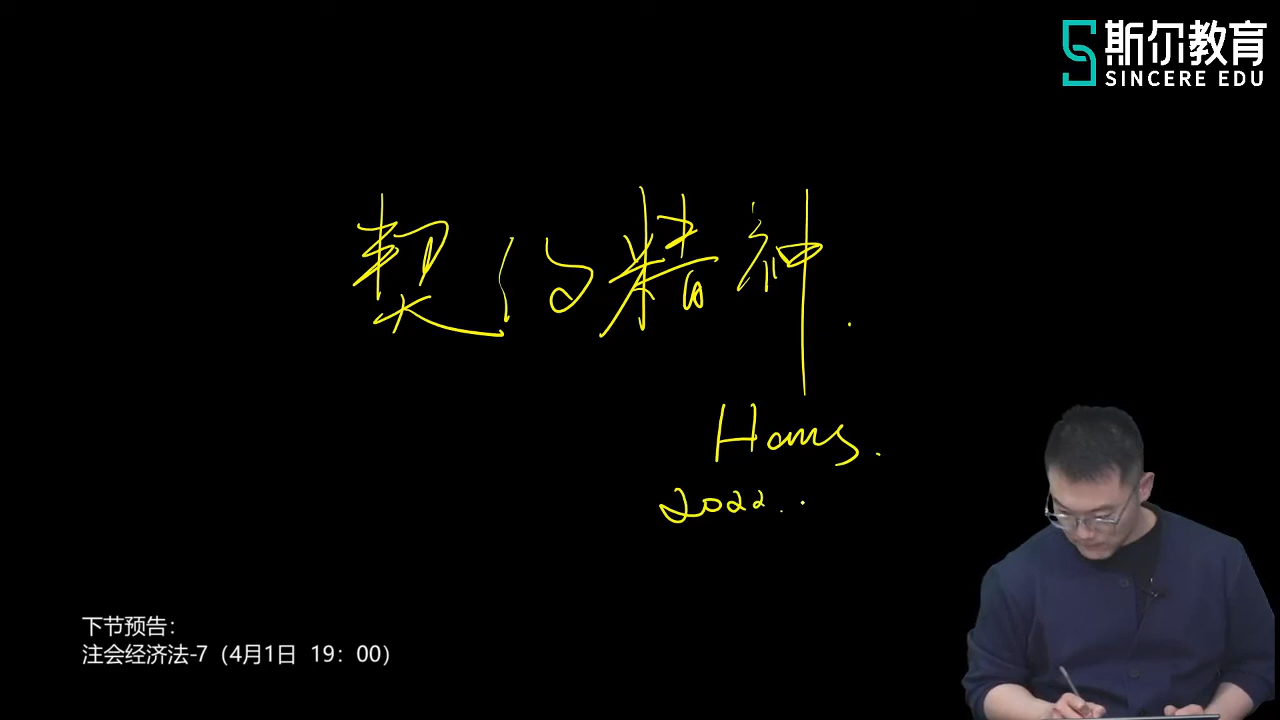 斯尔教育
SINCERE EDU
契约精神.
Hans.
2022..
下节预告：
注会经济法-7（4月1日 19：00）